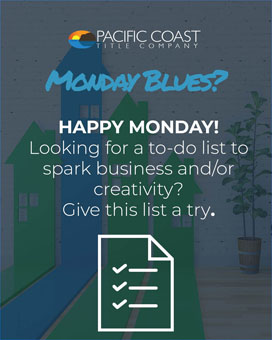 PACIFIC COAST
TITLE COMPANY
MONDAY BLUES?
HAPPY MONDAY!
Looking for a to-do list to
spark business and/or
creativity?
Give this list a try.